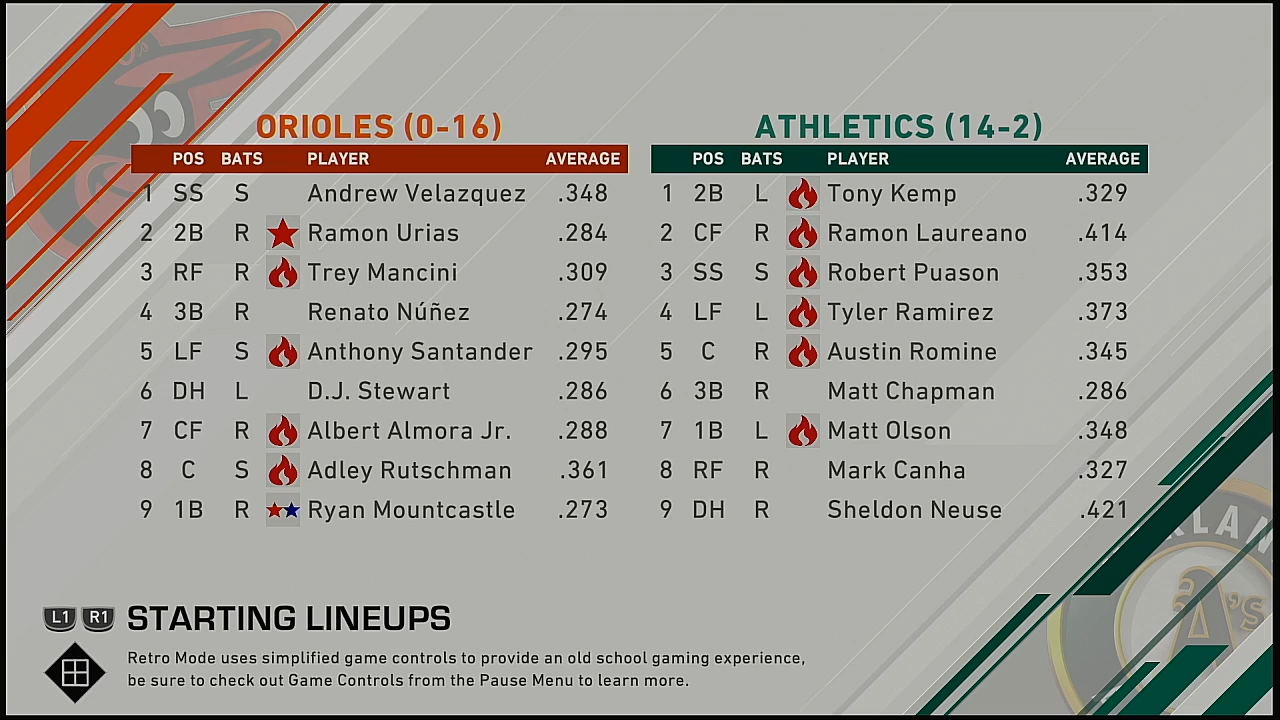 ORIOLES (0-16)
POS BATS PLAYER AVERAGE
1 SS S Andrew Velazquez .348
2 2B R Ramon Urias .284
3 RF R Trey Mancini .309
4 3B R Renato Núñez .274
5 LF S Anthony Santander .295
6 DH L D.J. Stewart .286
7 CF R Albert Almora Jr. .288
8 C S Adley Rutschman .361
9 1B R Ryan Mountcastle .273
ATHLETICS (14-2)
POS BATS PLAYER AVERAGE
1 2B L Tony Kemp .329
2 CF R Ramon Laureano .414
3 SS S Robert Puason .353
4 LF L Tyler Ramirez .373
5 C R Austin Romine .345
6 3B R Matt Chapman .286
7 1B L Matt Olson .348
8 RF R Mark Canha .327
9 DH R Sheldon Neuse .421
L1 R1 STARTING LINEUPS
Retro Mode uses simplified game controls to provide an old school gaming experience,
be sure to check out Game Controls from the Pause Menu to learn more.
A's